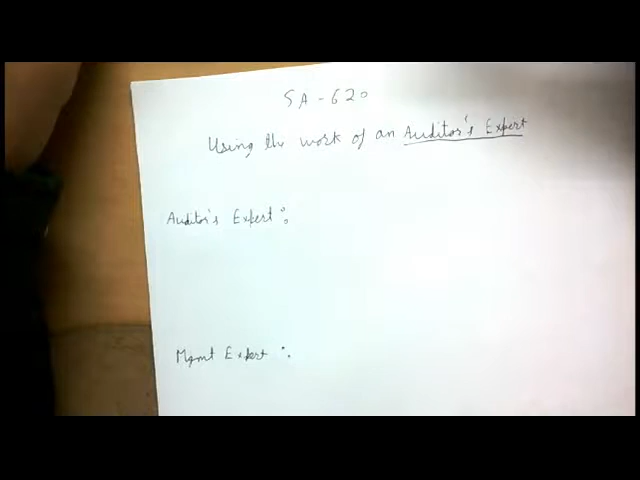 SA - 620
Using the work of an Auditor's Expert
Auditor's Expert :
Mgmt Expert :